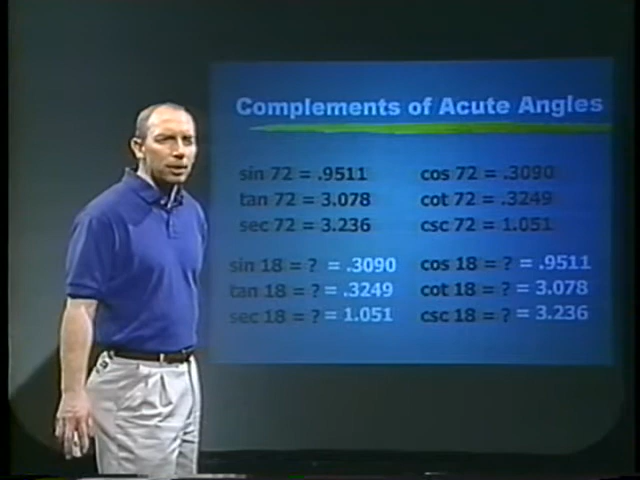 Complements of Acute Angles
sin 72 = .9511 cos 72 = .3090
tan 72 = 3.078 cot 72 = .3249
sec 72 = 3.236 csc 72 = 1.051
sin 18 = ? = .3090 cos 18 = ? = .9511
tan 18 = ? = .3249 cot 18 = ? = 3.078
sec 18 = ? = 1.051 csc 18 = ? = 3.236